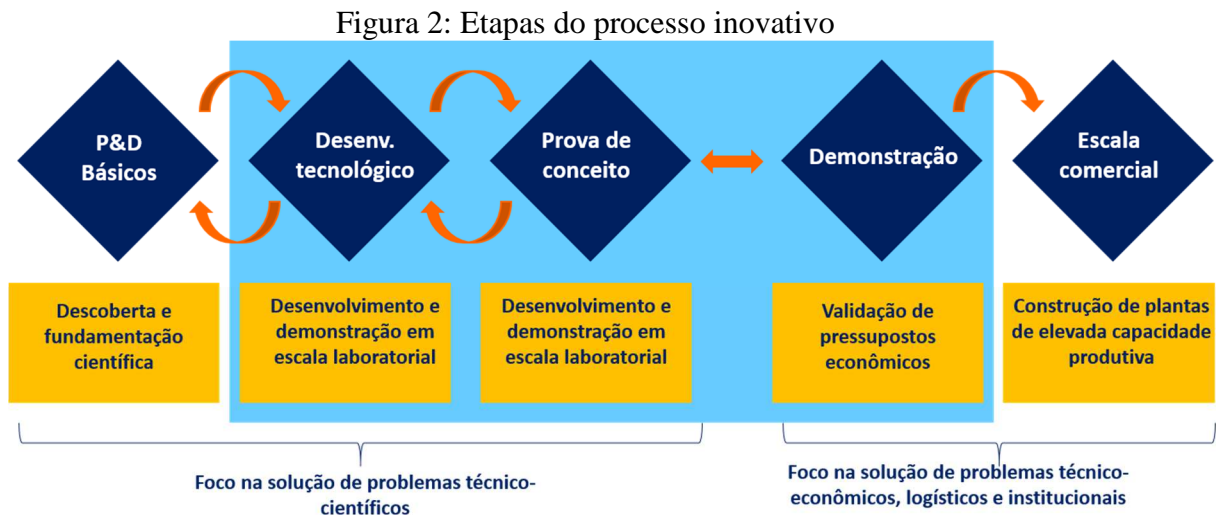 Figura 2: Etapas do processo inovativo
P&D
Básicos
Desenv.
tecnológico
Prova de
conceito
Demonstração
Escala
comercial
Descoberta e
fundamentação
científica
Desenvolvimento e
demonstração em
escala laboratorial
Desenvolvimento e
demonstração em
escala laboratorial
Validação de
pressupostos
econômicos
Construção de plantas
de elevada capacidade
produtiva
Foco na solução de problemas técnico-
científicos
Foco na solução de problemas técnico-
econômicos, logísticos e institucionais